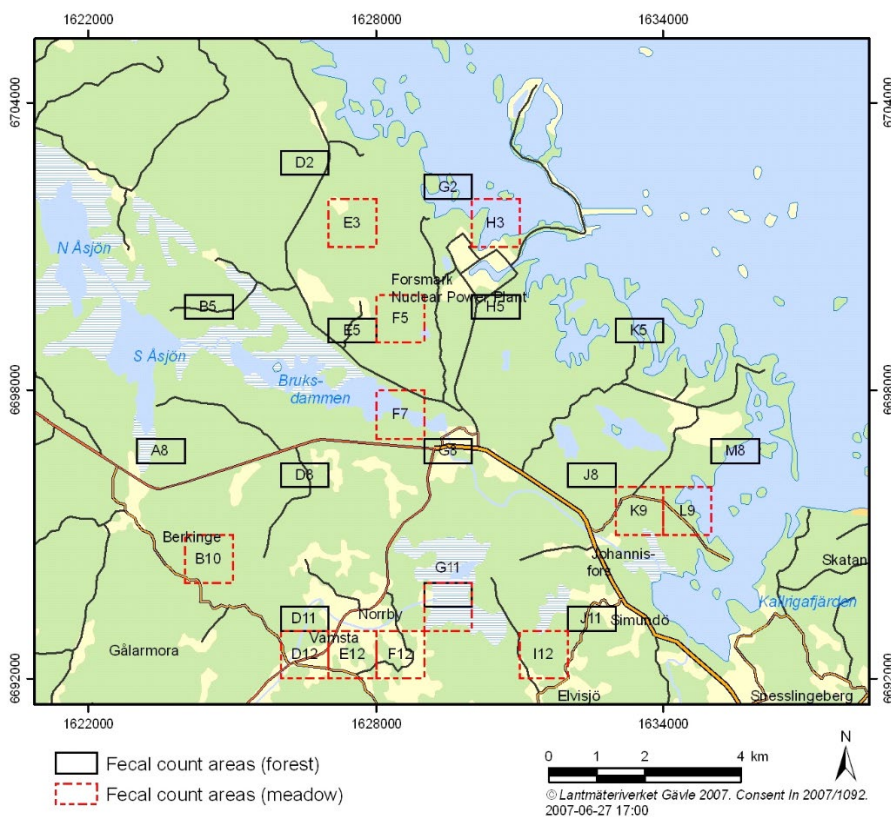 1622000 1628000 1634000
6704000 6704000
D2
G2
E3 H3
N Åsjön
Forsmark
Nuclear Power Plant
B5 E5 F5 H5 K5
S Åsjön
Bruks-
dammen
6698000 6698000
F7
A8 D8 G8 J8 M8
K9 L9
Berkinge
B10
Johannis-
fors
Skatan
Kallrigafjärden
G11
Norrby
D11 J11 Simundö
Vamsta
Gålarmora
D12 E12 F12 I12
Elvisjö
Snesslingeberg
6692000 6692000
1622000 1628000 1634000
Fecal count areas (forest)
Fecal count areas (meadow)
0 1 2 4 km
N
© Lantmäteriverket Gävle 2007. Consent In 2007/1092.
2007-06-27 17:00